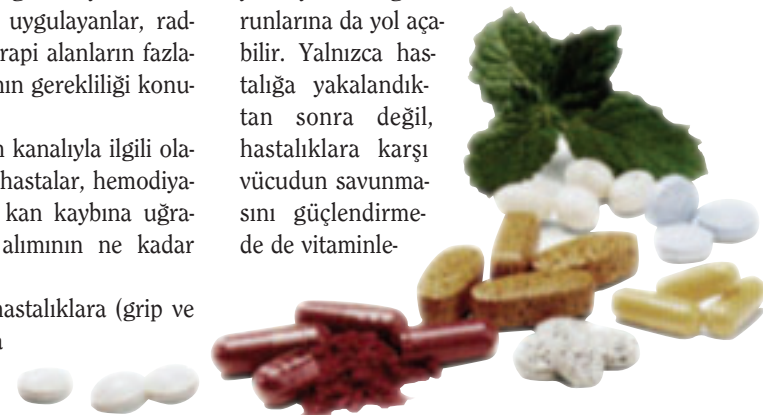 uygulayanlar, rad-
rapi alanların fazla-
nın gerekliliği konu-
kanalıyla ilgili ola-
hastalar, hemodiya-
kan kaybına uğra-
alımının ne kadar
hastalıklara (grip ve
runlarına da yol aça-
bilir. Yalnızca has-
talığa yakalandık-
tan sonra değil,
hastalıklara karşı
vücudun savunma-
sını güçlendirme-
de de vitaminle-